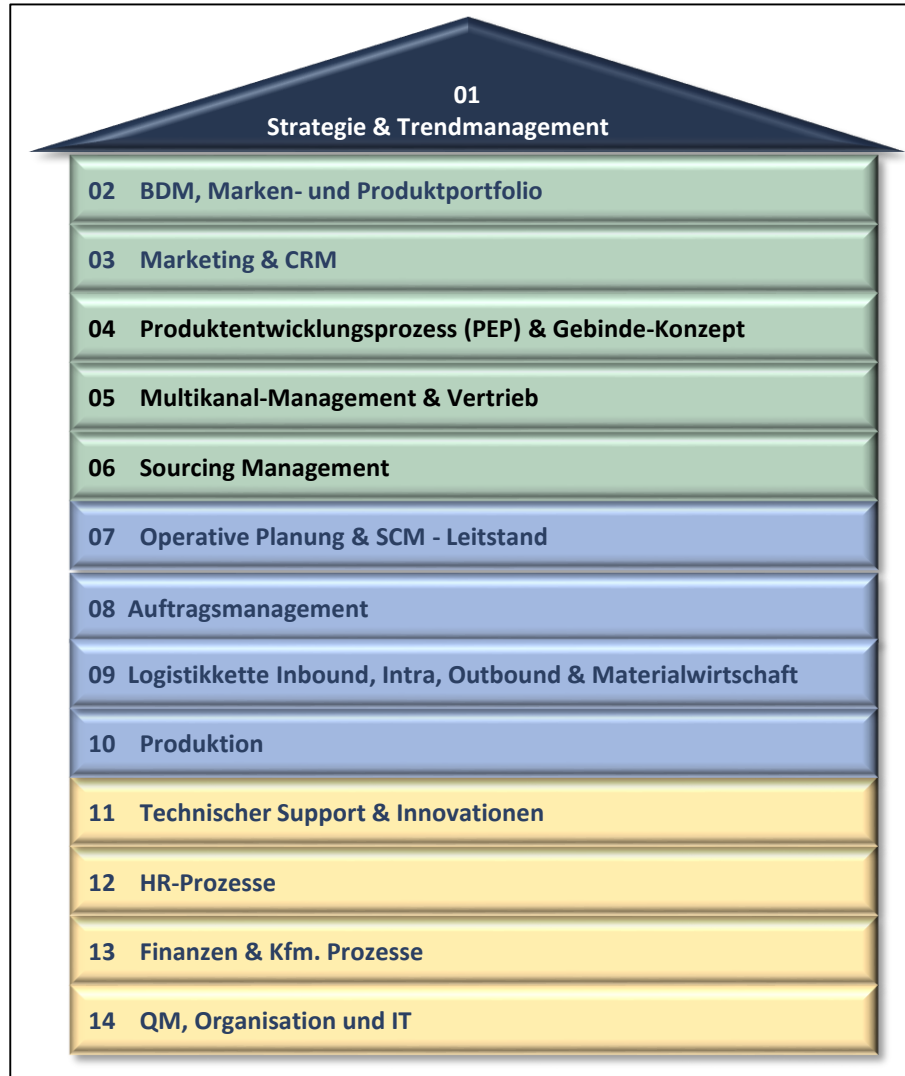 01
Strategie & Trendmanagement
02 BDM, Marken- und Produktportfolio
03 Marketing & CRM
04 Produktentwicklungsprozess (PEP) & Gebinde-Konzept
05 Multikanal-Management & Vertrieb
06 Sourcing Management
07 Operative Planung & SCM - Leitstand
08 Auftragsmanagement
09 Logistikkette Inbound, Intra, Outbound & Materialwirtschaft
10 Produktion
11 Technischer Support & Innovationen
12 HR-Prozesse
13 Finanzen & Kfm. Prozesse
14 QM, Organisation und IT